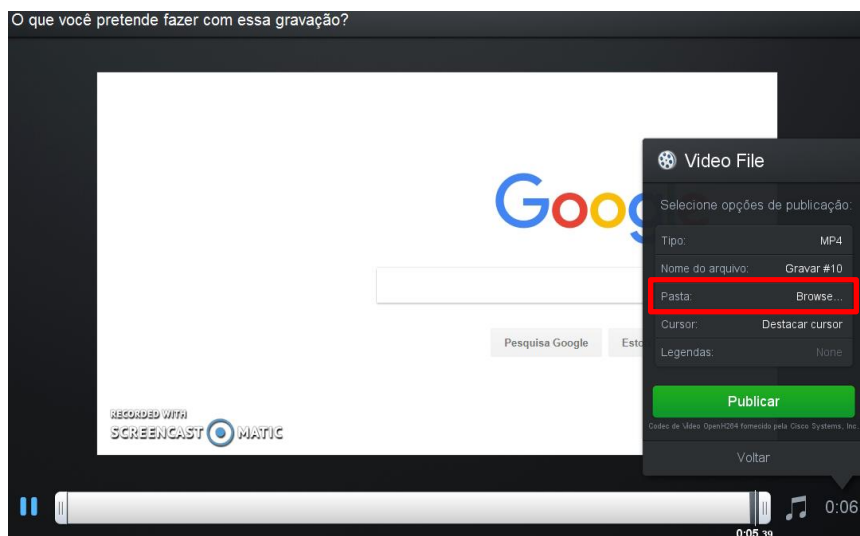 O que você pretende fazer com essa gravação?
Video File
Goo
Selecione opções de publicação:
Tipo: MP4
Nome do arquivo: Gravar #10
Pasta: Browse...
Cursor: Destacar cursor
Pesquisa Google Esto
Legendas: None
Publicar
RECORDED WITH
SCREENCAST MATIC
Codec de Vídeo OpenH264 fornecido pela Cisco Systems, Inc.
Voltar
0:06
0:05.39